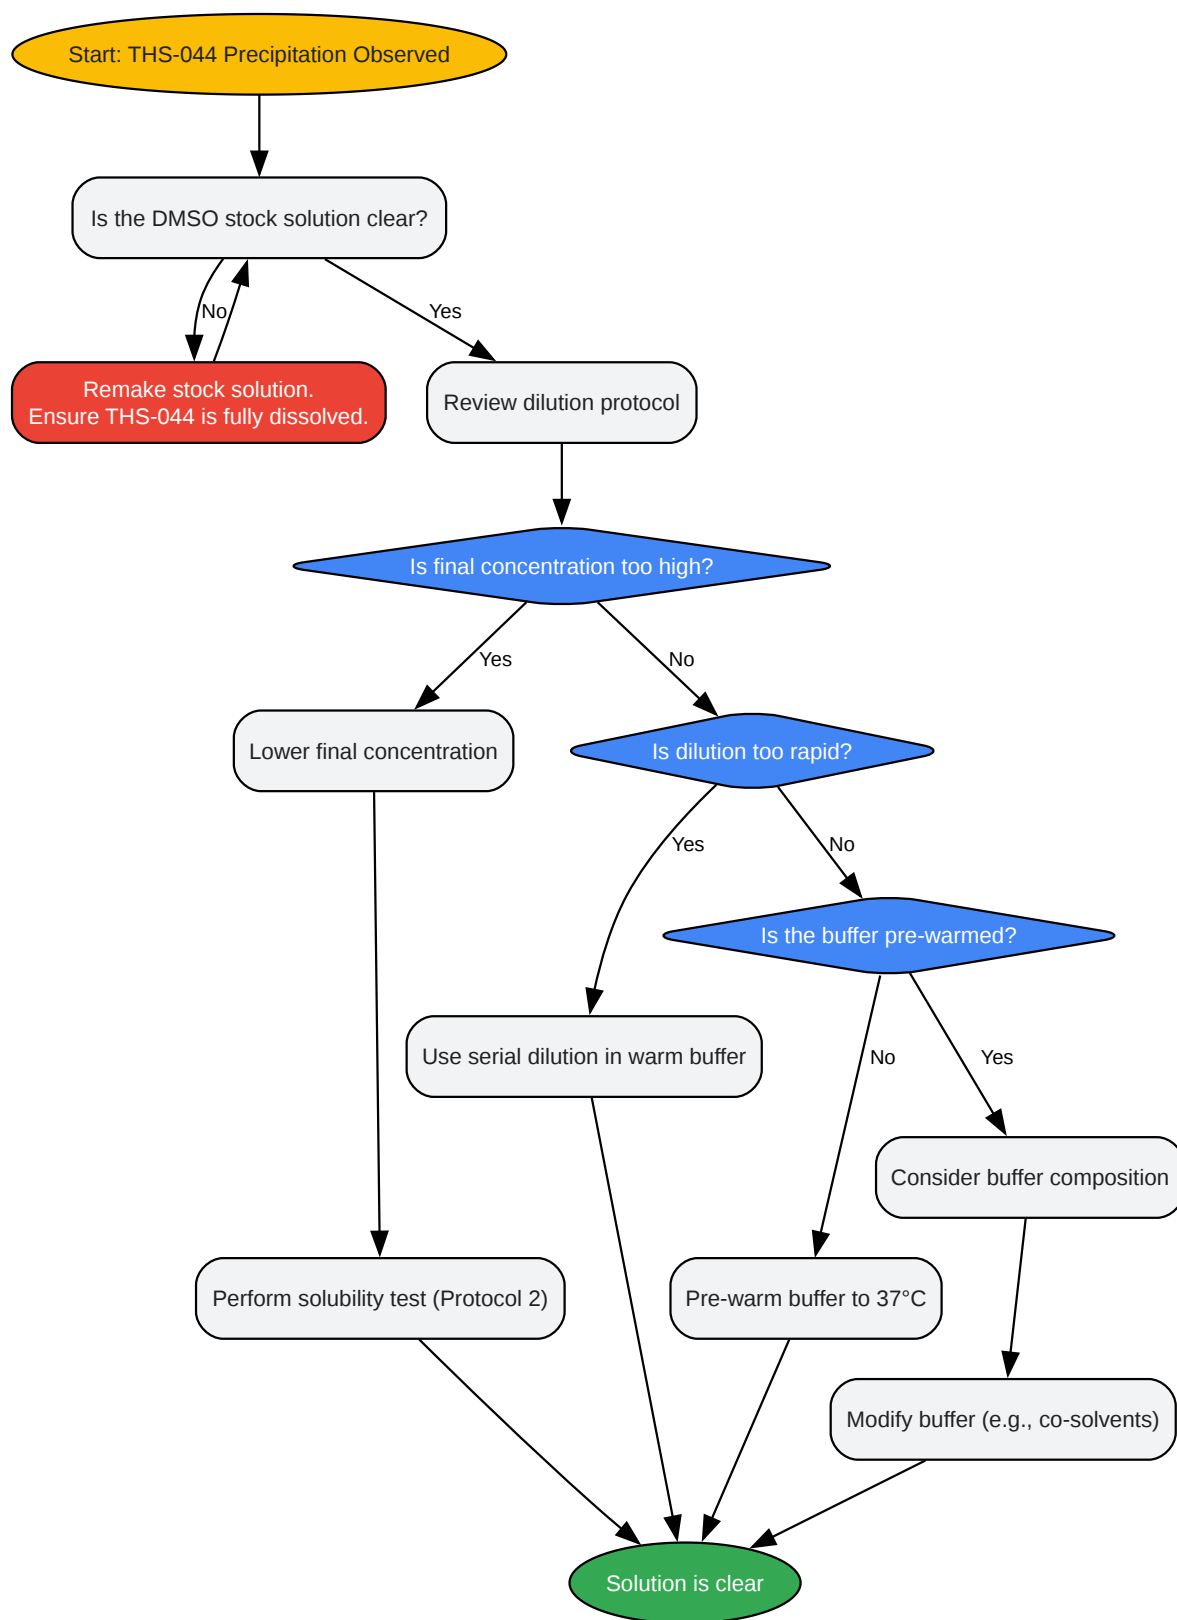 Start: THS-044 Precipitation Observed
Is the DMSO stock solution clear?
No
Yes
Remake stock solution.
Ensure THS-044 is fully dissolved.
Review dilution protocol
Is final concentration too high?
Yes
No
Lower final concentration
Is dilution too rapid?
Yes
No
Is the buffer pre-warmed?
Use serial dilution in warm buffer
No
Yes
Consider buffer composition
Perform solubility test (Protocol 2)
Pre-warm buffer to 37°C
Modify buffer (e.g., co-solvents)
Solution is clear